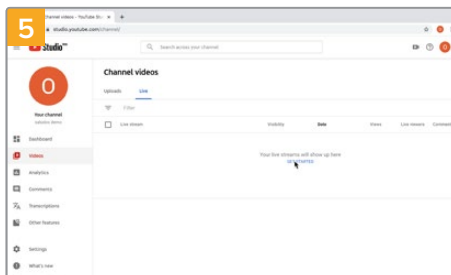 5
Channel videos - YouTube St
studio.youtube.com/channel/
Studio
Search across your channel
O
O
Your channel
Channel videos
Uploads Live
Filter
Live stream Visibility Date Views Live viewers Comments
Your live streams will show up here
GET STARTED
Dashboard
Videos
Analytics
Comments
Transcriptions
Other features
Settings
What's new